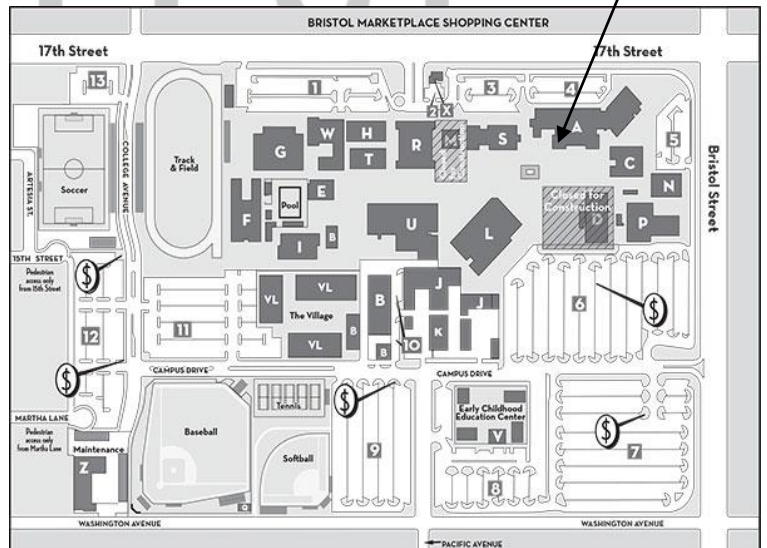 BRISTOL MARKETPLACE SHOPPING CENTER
17th Street
17th Street
13
1
2
X
3
4
5
A
W
H
G
T
R
M
S
C
N
COLLEGE AVENUE
Track
& Field
ARTESIA ST.
Soccer
Bristol Street
E
F
Pool
I
B
U
L
Closed for
Construction
D
P
15TH STREET
$
Pedestrian
access only
from 15th Street
VL
VL
B
J
J
6
$
12
11
The Village
B
K
VL
B
10
$
CAMPUS DRIVE
CAMPUS DRIVE
$
Tennis
Early Childhood
Education Center
V
$
MARTHA LANE
Pedestrian
access only
from Martha Lane
Maintenance
Z
Baseball
Softball
9
7
8
WASHINGTON AVENUE
WASHINGTON AVENUE
PACIFIC AVENUE